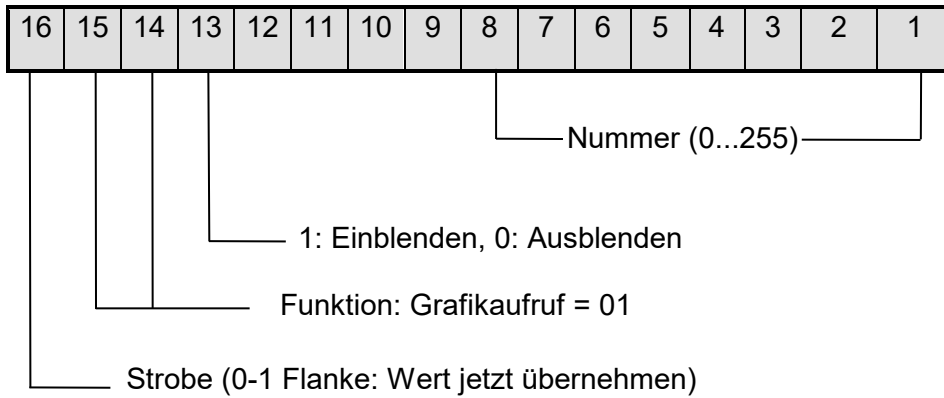 16 15 14 13 12 11 10 9 8 7 6 5 4 3 2 1
Nummer (0...255)
1: Einblenden, 0: Ausblenden
Funktion: Grafikaufruf = 01
Strobe (0-1 Flanke: Wert jetzt übernehmen)